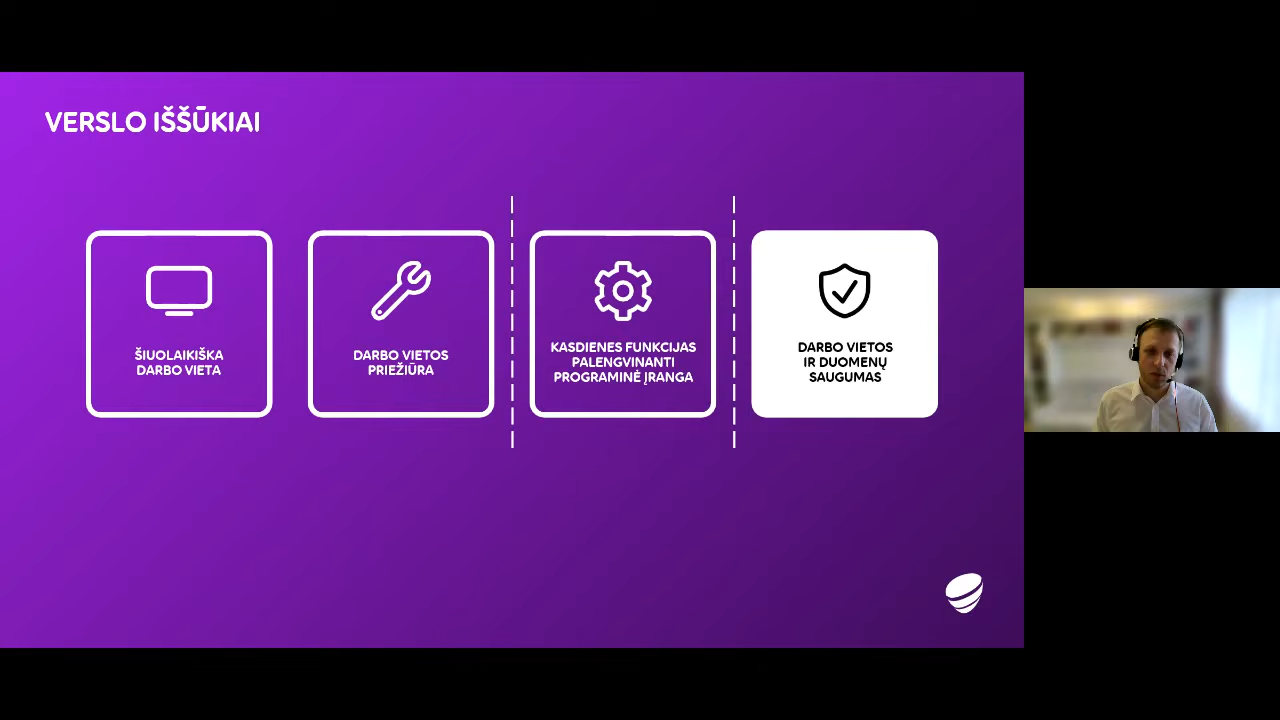 VERSLO IŠŠŪKIAI
ŠIUOLAIKIŠKA
DARBO VIETA
DARBO VIETOS
PRIEŽIŪRA
KASDIENES FUNKCIJAS
PALENGVINANTI
PROGRAMINĖ ĮRANGA
DARBO VIETOS
IR DUOMENŲ
SAUGUMAS